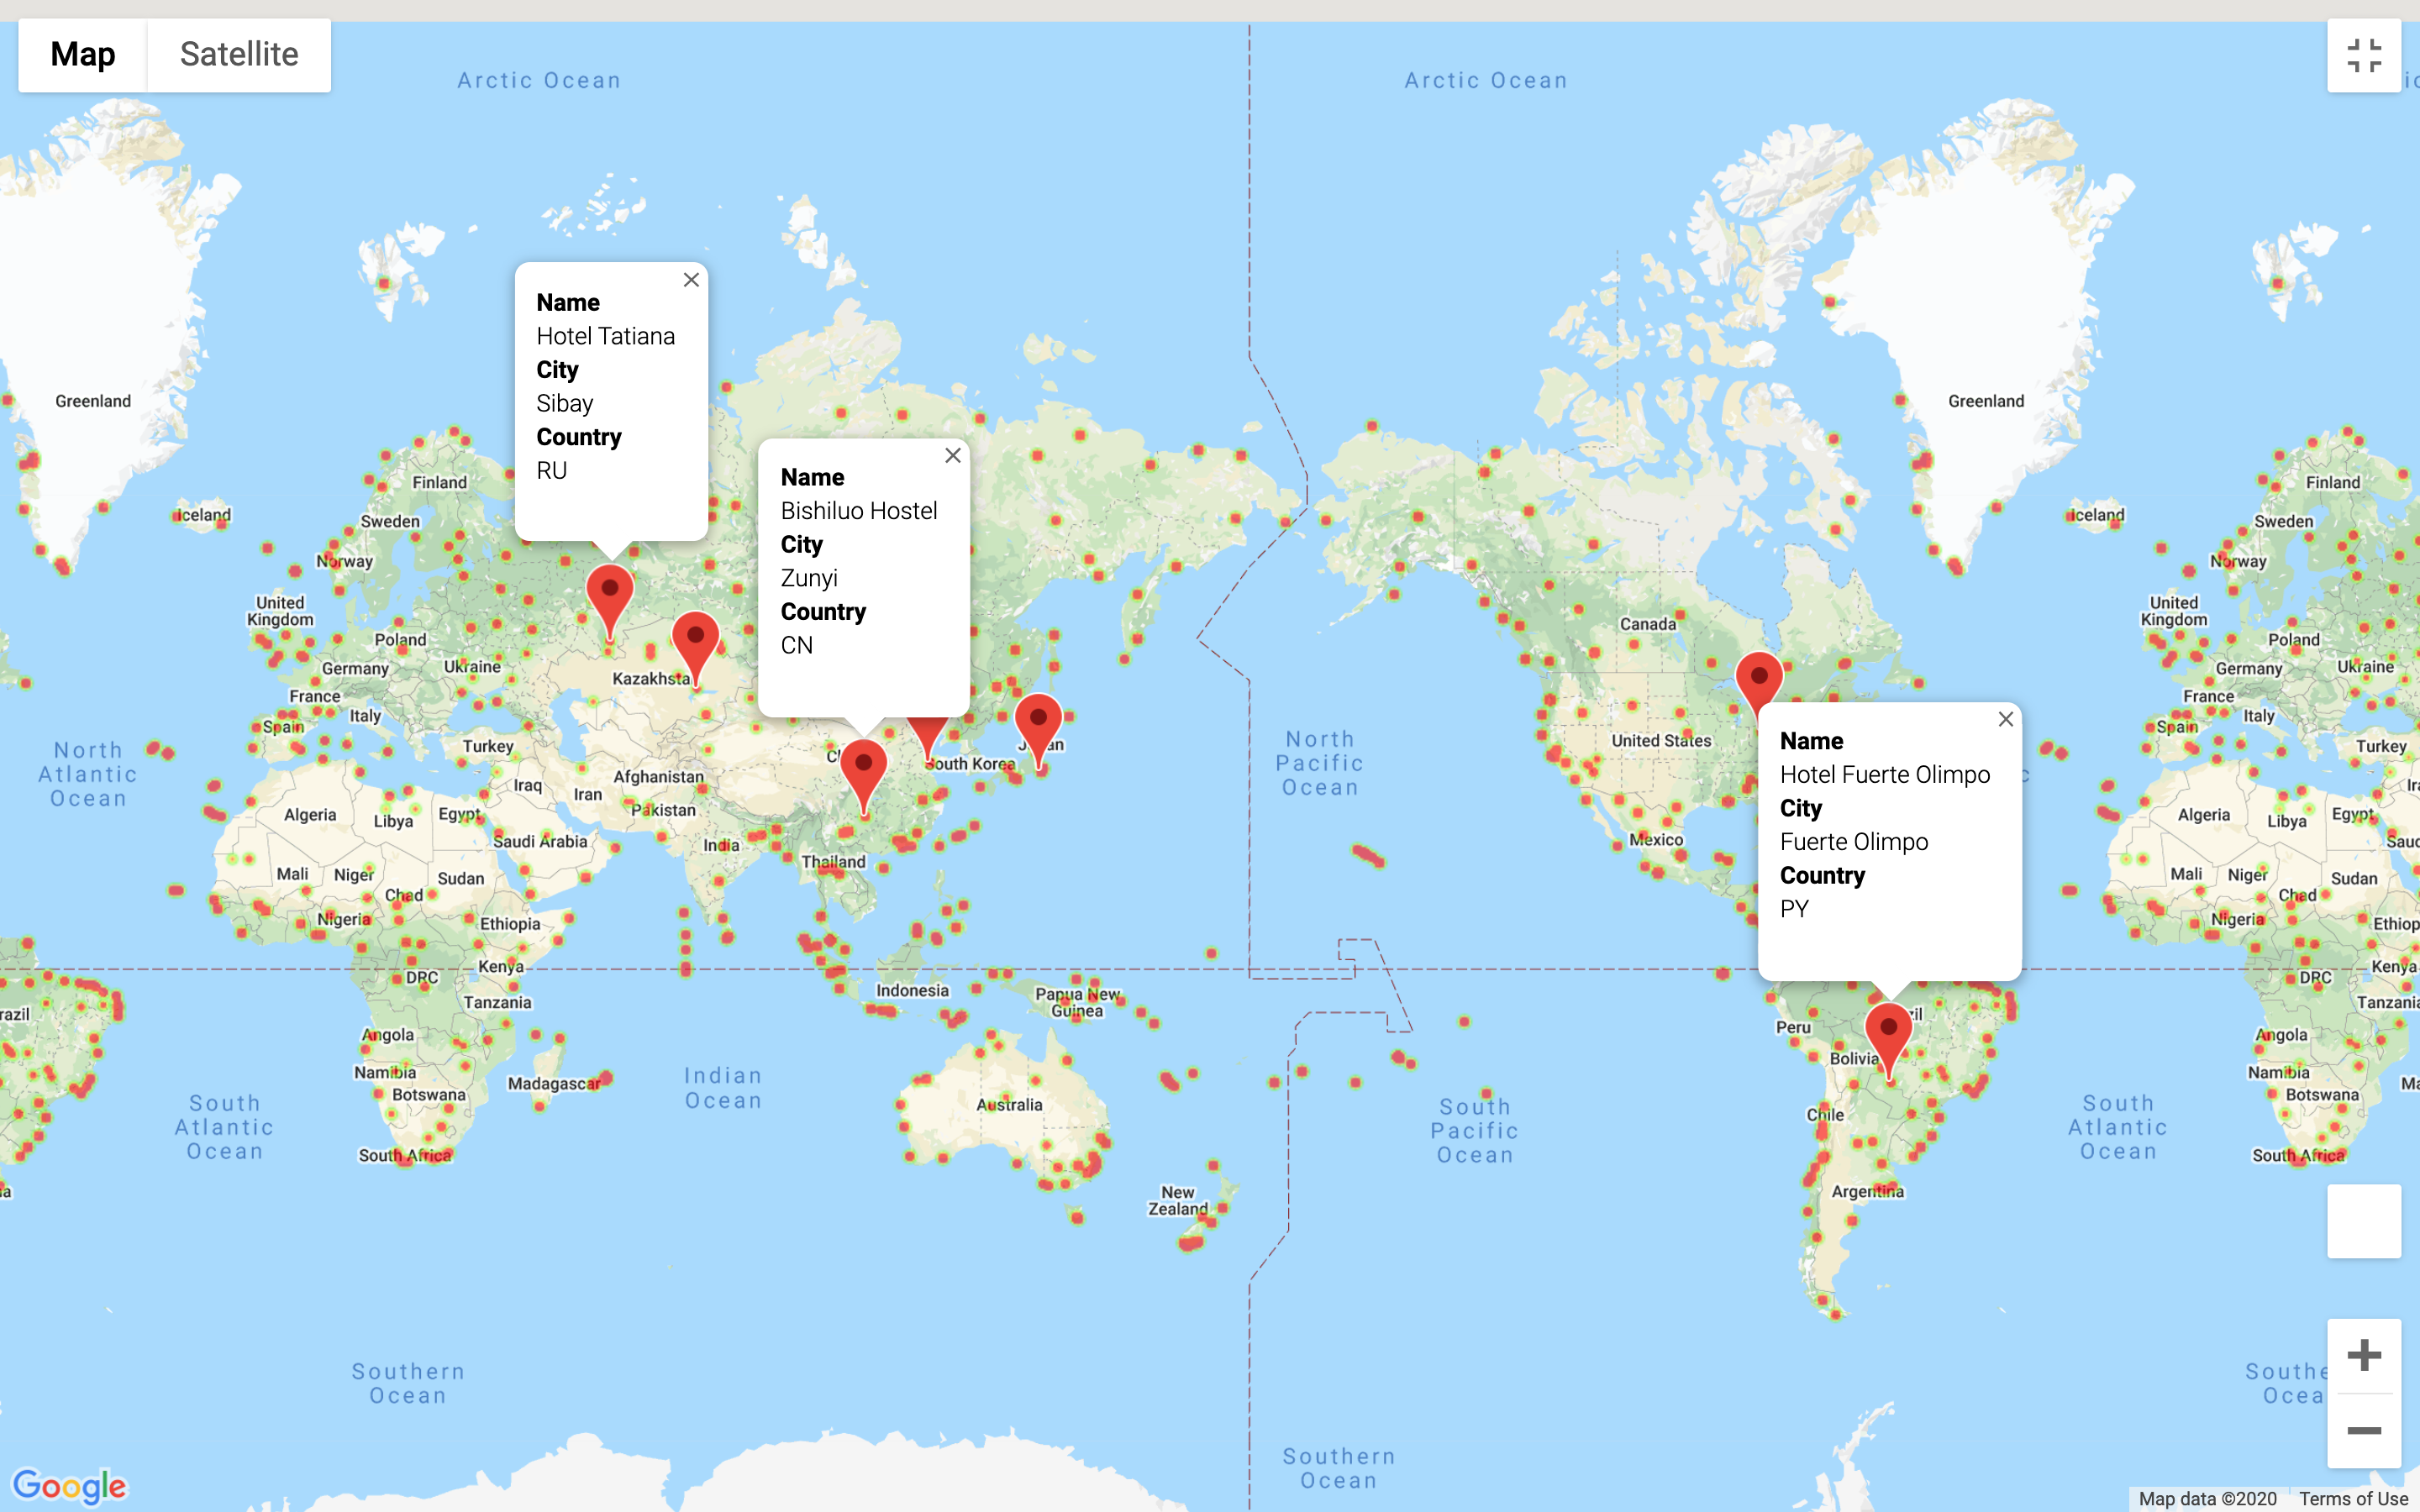 Map
Satellite
Arctic Ocean
Arctic Ocean
Greenland
Finland
Iceland
Sweden
Norway
United
Kingdom
Poland
Germany
Ukraine
France
Italy
Spain
Turkey
North
Atlantic
Ocean
Name
Hotel Tatiana
City
Sibay
Country
RU
Name
Bishiluo Hostel
City
Zunyi
Country
CN
South Korea
Afghanistan
Iraq
Iran
Pakistan
Algeria
Libya
Egypt
Saudi Arabia
India
Thailand
Mali
Niger
Chad
Sudan
Nigeria
Ethiopia
DRC
Kenya
Tanzania
Indonesia
Papua New
Guinea
Angola
Namibia
Botswana
Madagascar
South Africa
Indian
Ocean
Australia
South
Atlantic
Ocean
New
Zealand
Southern
Ocean
North
Pacific
Ocean
Canada
United States
Mexico
Name
Hotel Fuerte Olimpo
City
Fuerte Olimpo
Country
PY
Peru
Bolivia
Chile
Argentina
South
Pacific
Ocean
Southern
Ocean
Greenland
Iceland
Finland
Sweden
Norway
United
Kingdom
Poland
Germany
Ukraine
France
Italy
Spain
Turkey
Algeria
Libya
Egypt
Mali
Niger
Chad
Sudan
Nigeria
DRC
Kenya
Angola
Namibia
Botswana
South Africa
South
Atlantic
Ocean
Google
Map data ©2020
Terms of Use